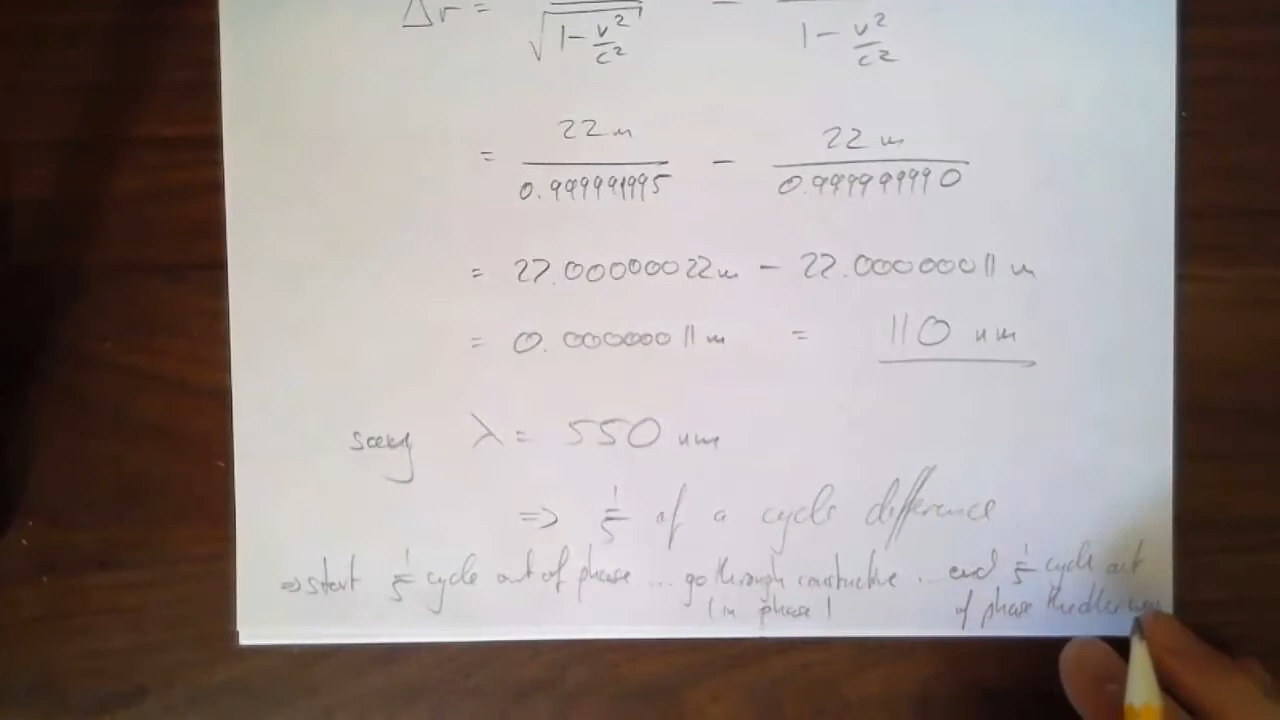 Δr = √1 - v²/c² - 1 - v²/c²
= 22 m / 0.999999995 - 22 m / 0.999999990
= 22.00000022 m - 22.00000011 m
= 0.00000011 m = 110 nm
λ = 550 nm
=> 1/5 of a cycle difference
=> start 1/5 cycle out of phase ... go through constructive ... end 1/5 cycle out
(in phase) of phase the other way